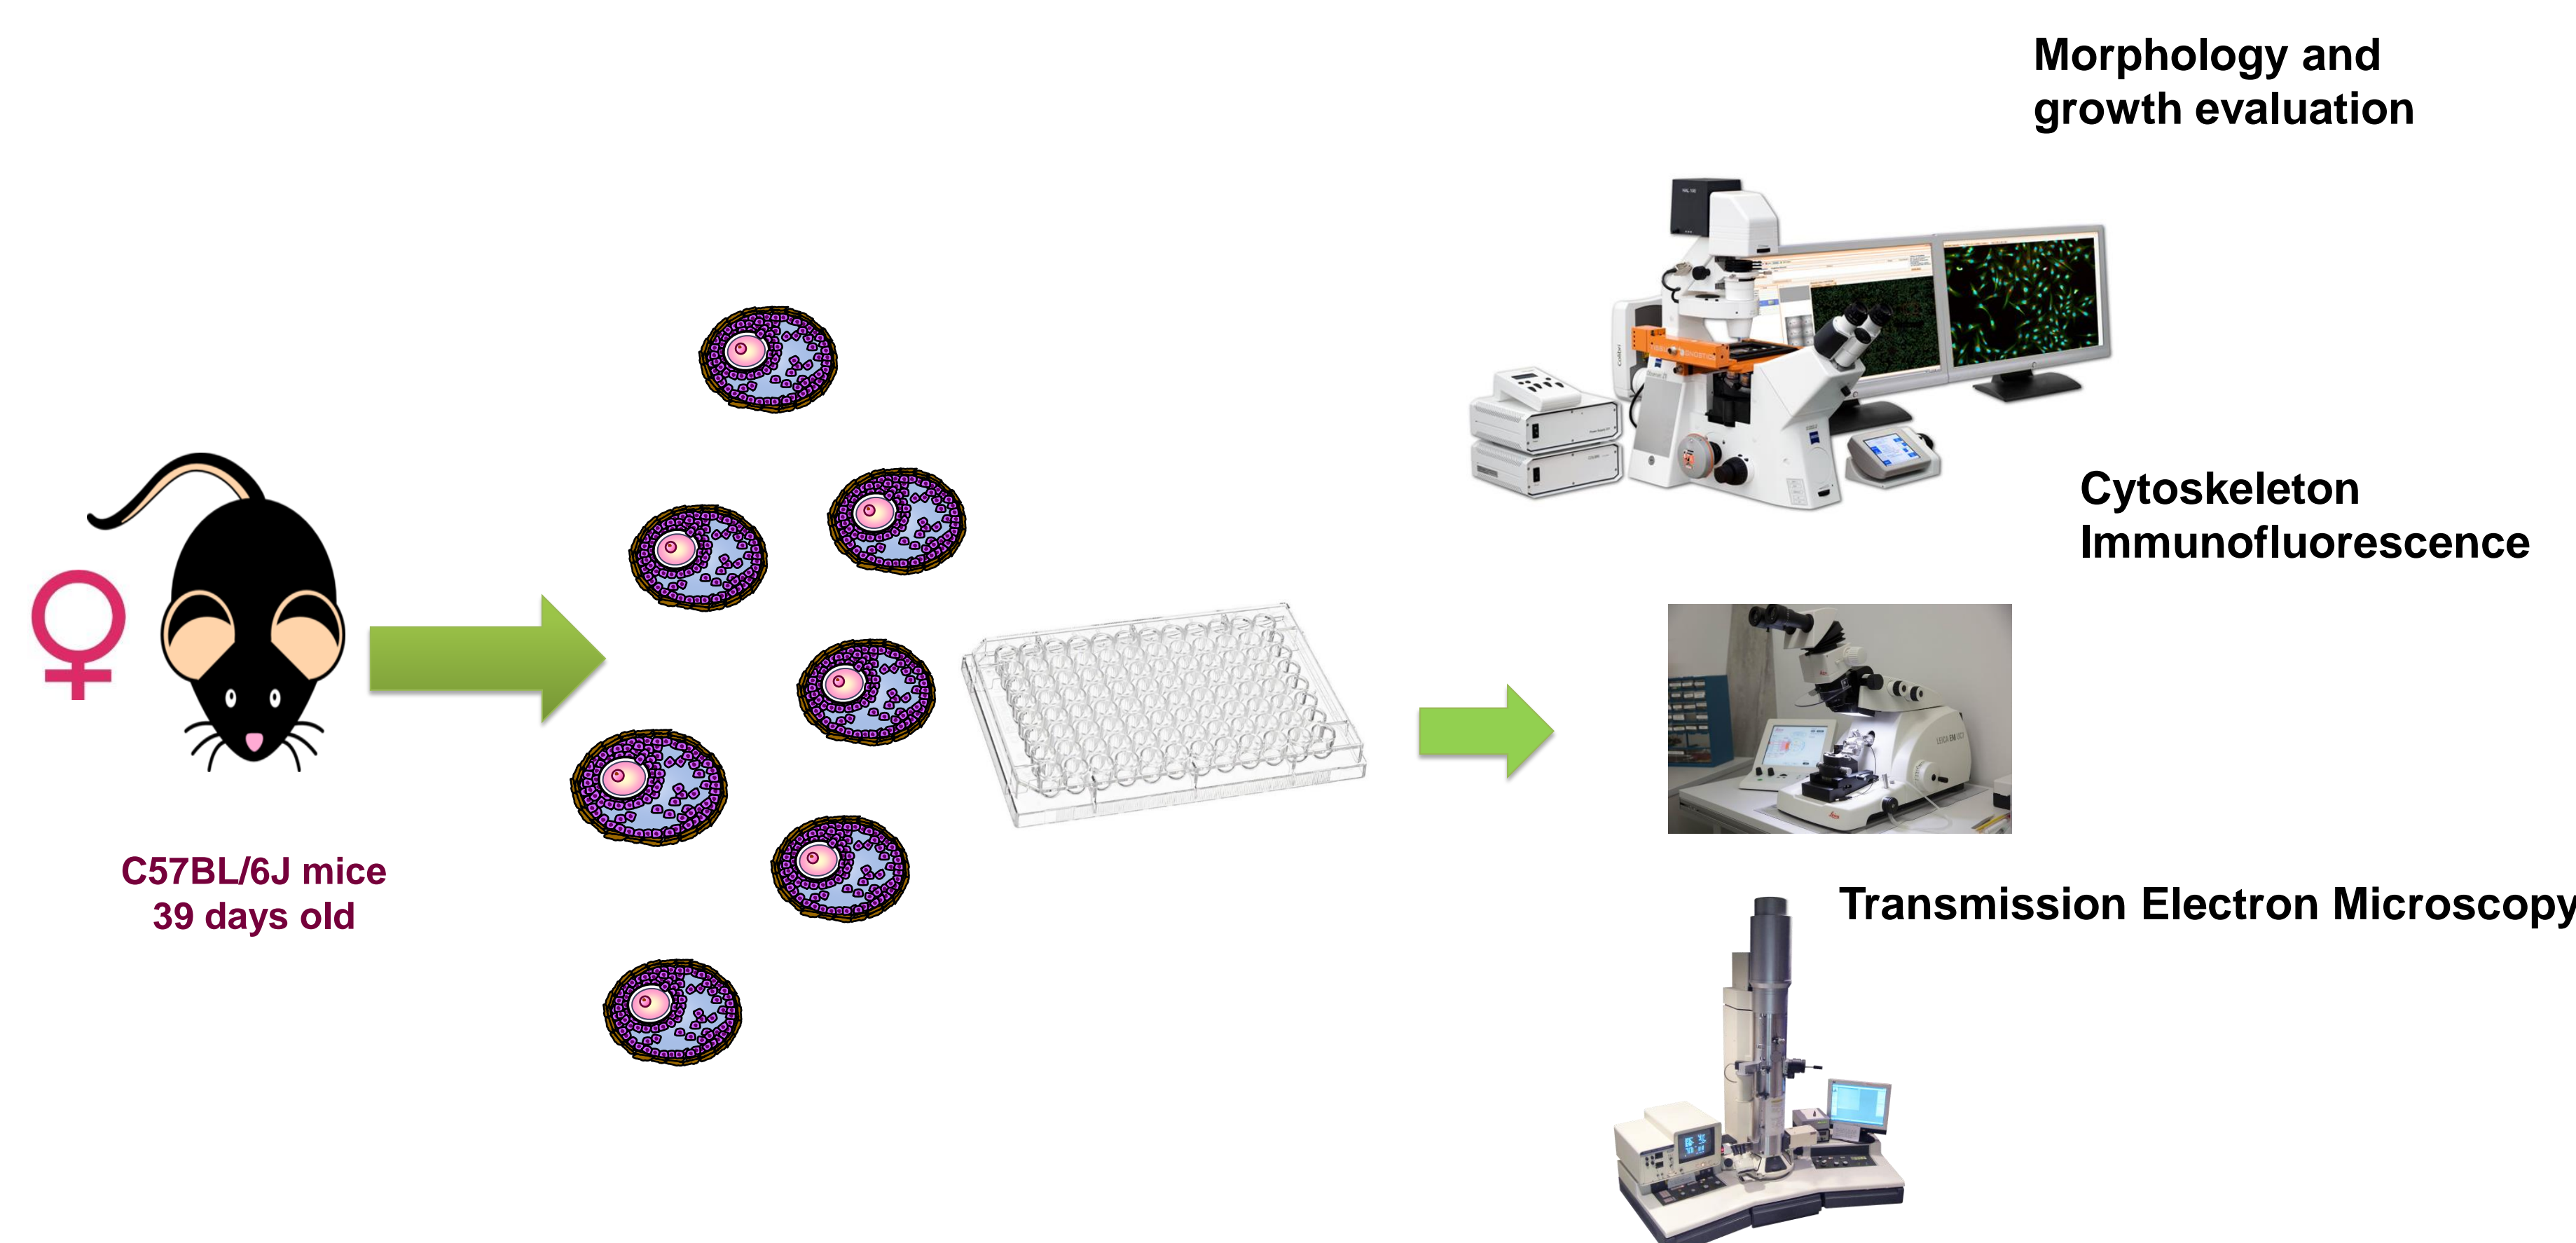 Morphology and
growth evaluation
Cytoskeleton
Immunofluorescence
C57BL/6J mice
39 days old
Transmission Electron Microscopy